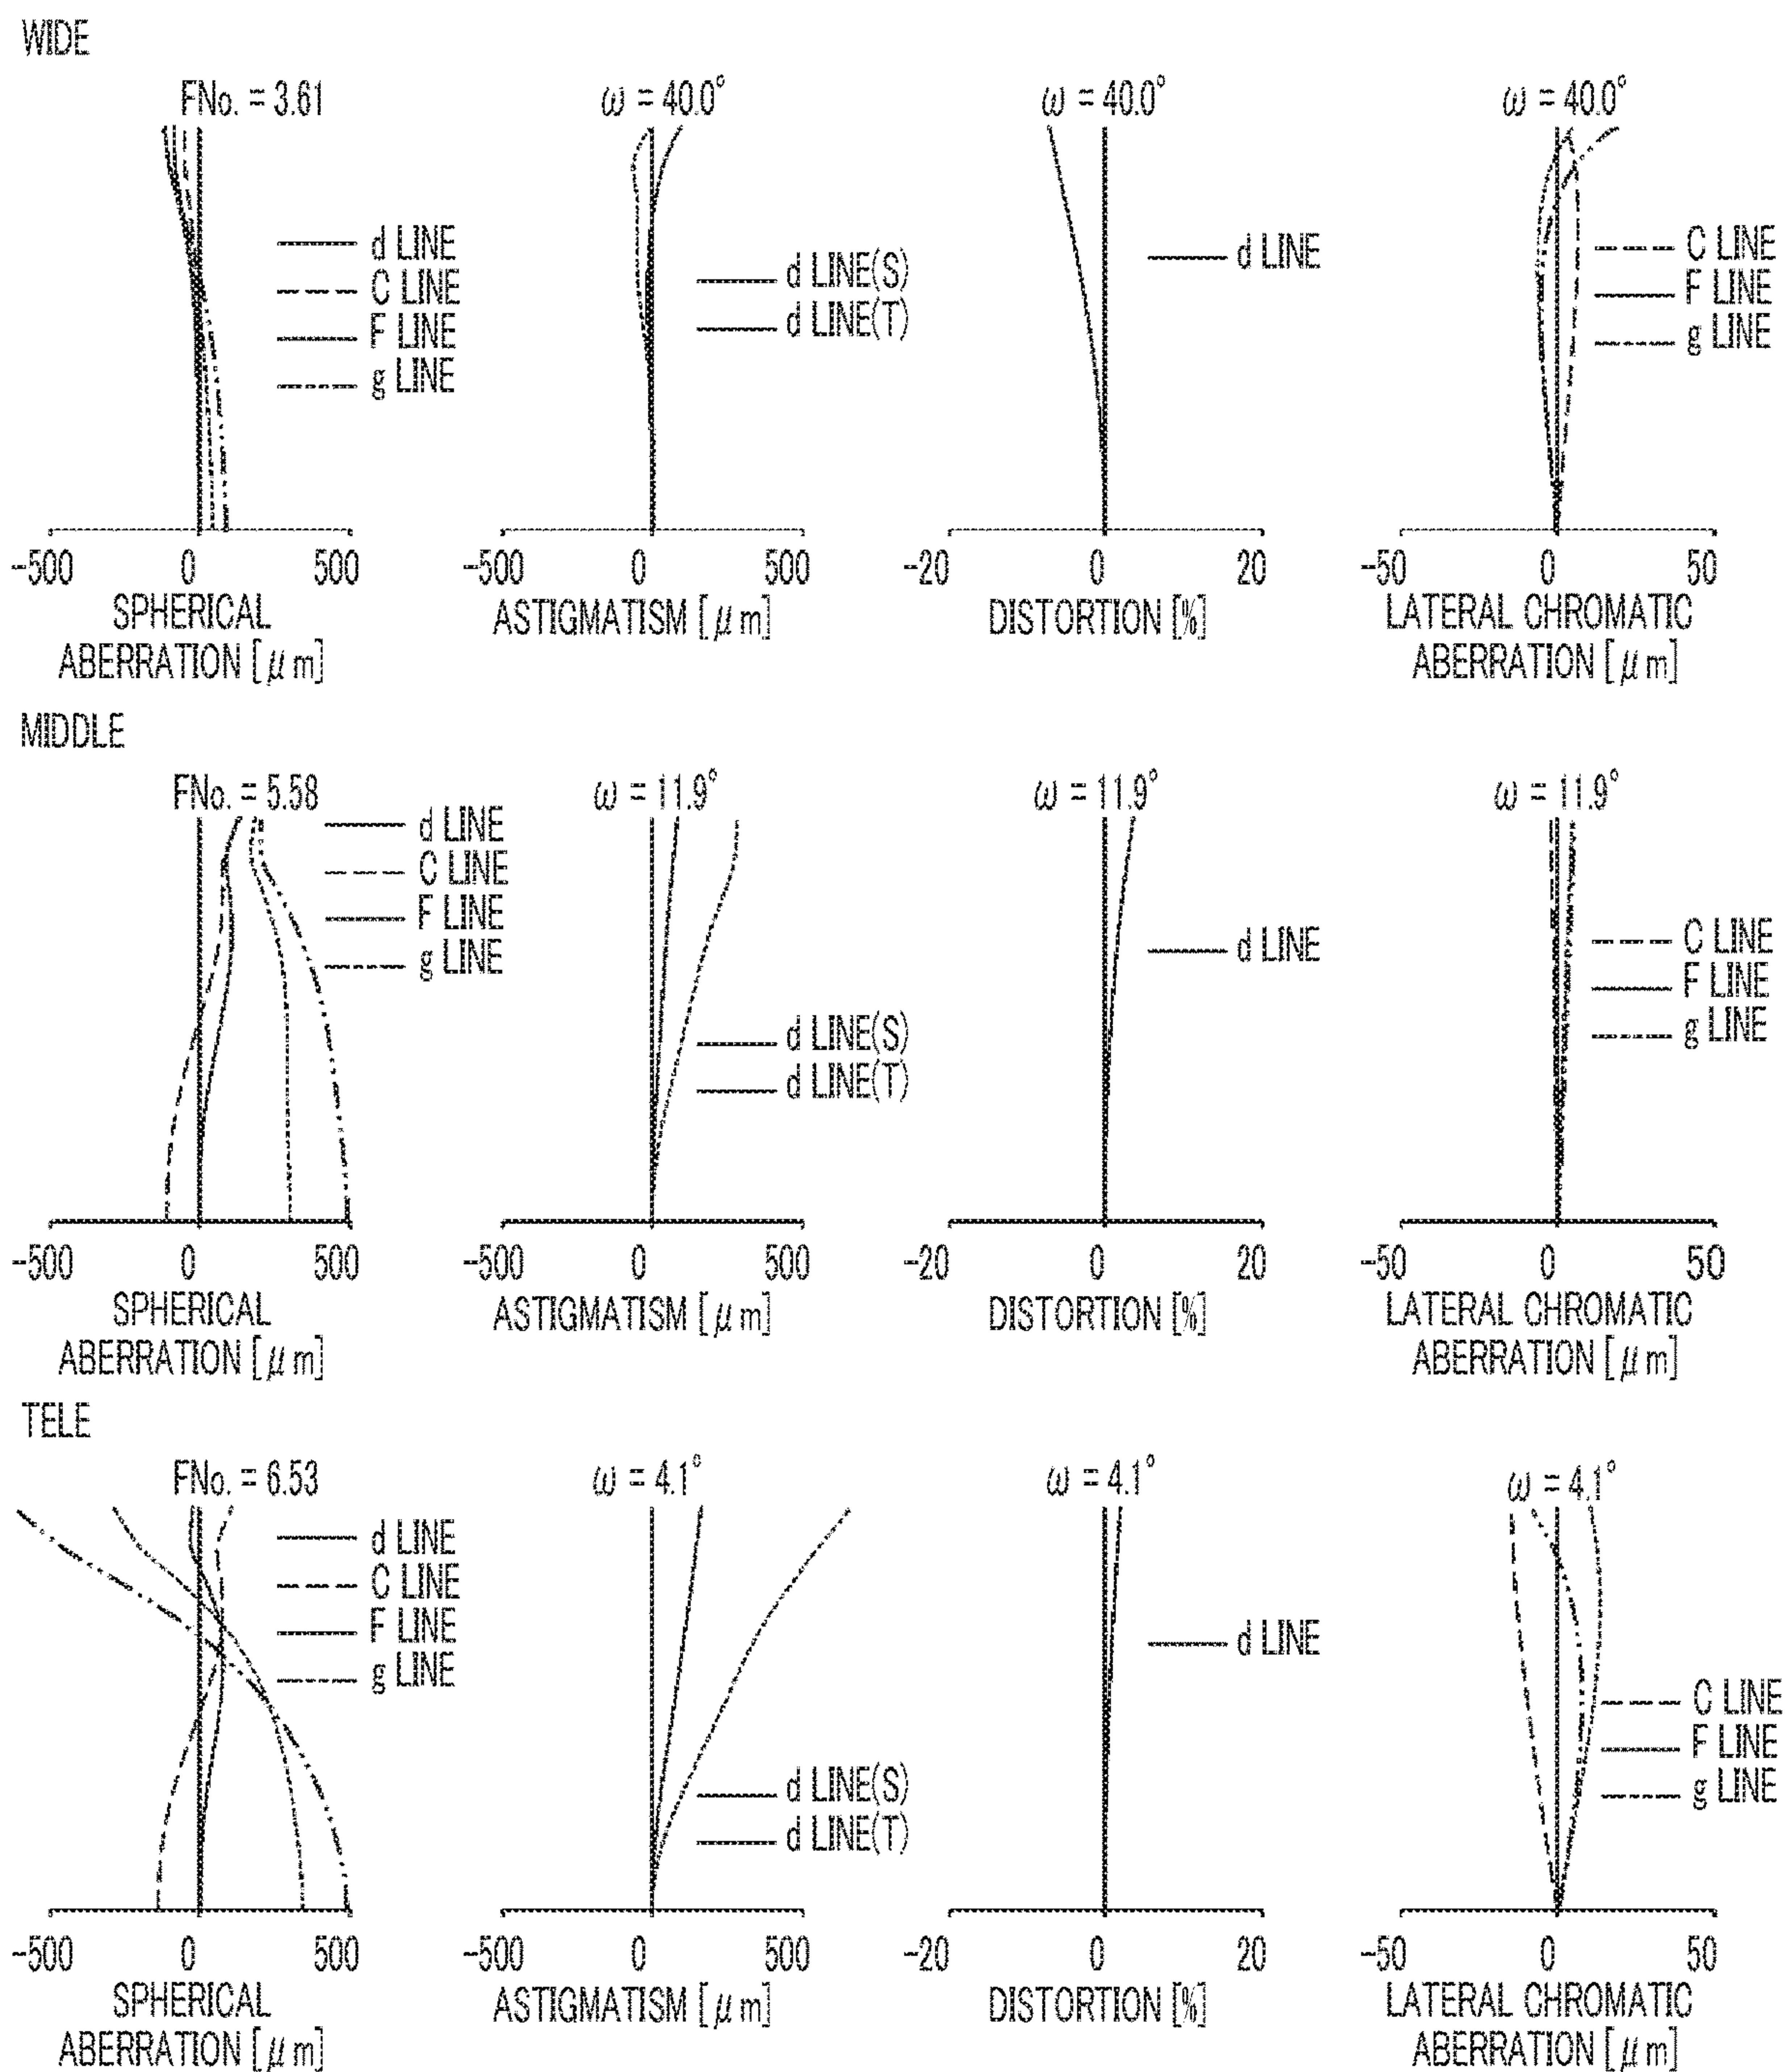 WIDE
FNo. = 3.61
d LINE
C LINE
F LINE
g LINE
-500 0 500
SPHERICAL
ABERRATION [μm]
ω = 40.0°
d LINE(S)
d LINE(T)
-500 0 500
ASTIGMATISM [μm]
ω = 40.0°
d LINE
-20 0 20
DISTORTION [%]
ω = 40.0°
C LINE
F LINE
g LINE
-50 0 50
LATERAL CHROMATIC
ABERRATION [μm]
MIDDLE
FNo. = 5.58
d LINE
C LINE
F LINE
g LINE
-500 0 500
SPHERICAL
ABERRATION [μm]
ω = 11.9°
d LINE(S)
d LINE(T)
-500 0 500
ASTIGMATISM [μm]
ω = 11.9°
d LINE
-20 0 20
DISTORTION [%]
ω = 11.9°
C LINE
F LINE
g LINE
-50 0 50
LATERAL CHROMATIC
ABERRATION [μm]
TELE
FNo. = 6.53
d LINE
C LINE
F LINE
g LINE
-500 0 500
SPHERICAL
ABERRATION [μm]
ω = 4.1°
d LINE(S)
d LINE(T)
-500 0 500
ASTIGMATISM [μm]
ω = 4.1°
d LINE
-20 0 20
DISTORTION [%]
ω = 4.1°
C LINE
F LINE
g LINE
-50 0 50
LATERAL CHROMATIC
ABERRATION [μm]